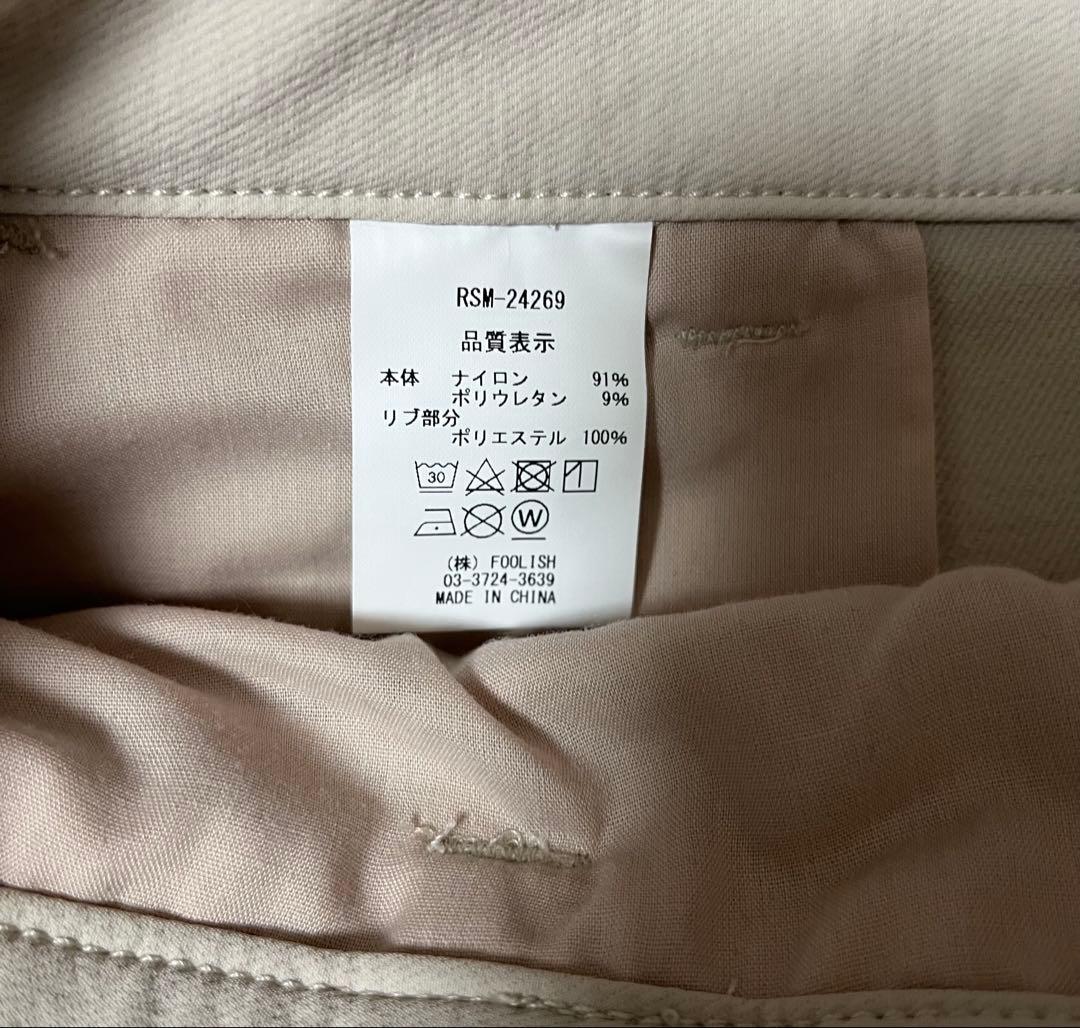 RSM-24269
品質表示
本体 ナイロン 91%
ポリウレタン 9%
リブ部分
ポリエステル 100%
30
W
(株) FOOLISH
03-3724-3639
MADE IN CHINA